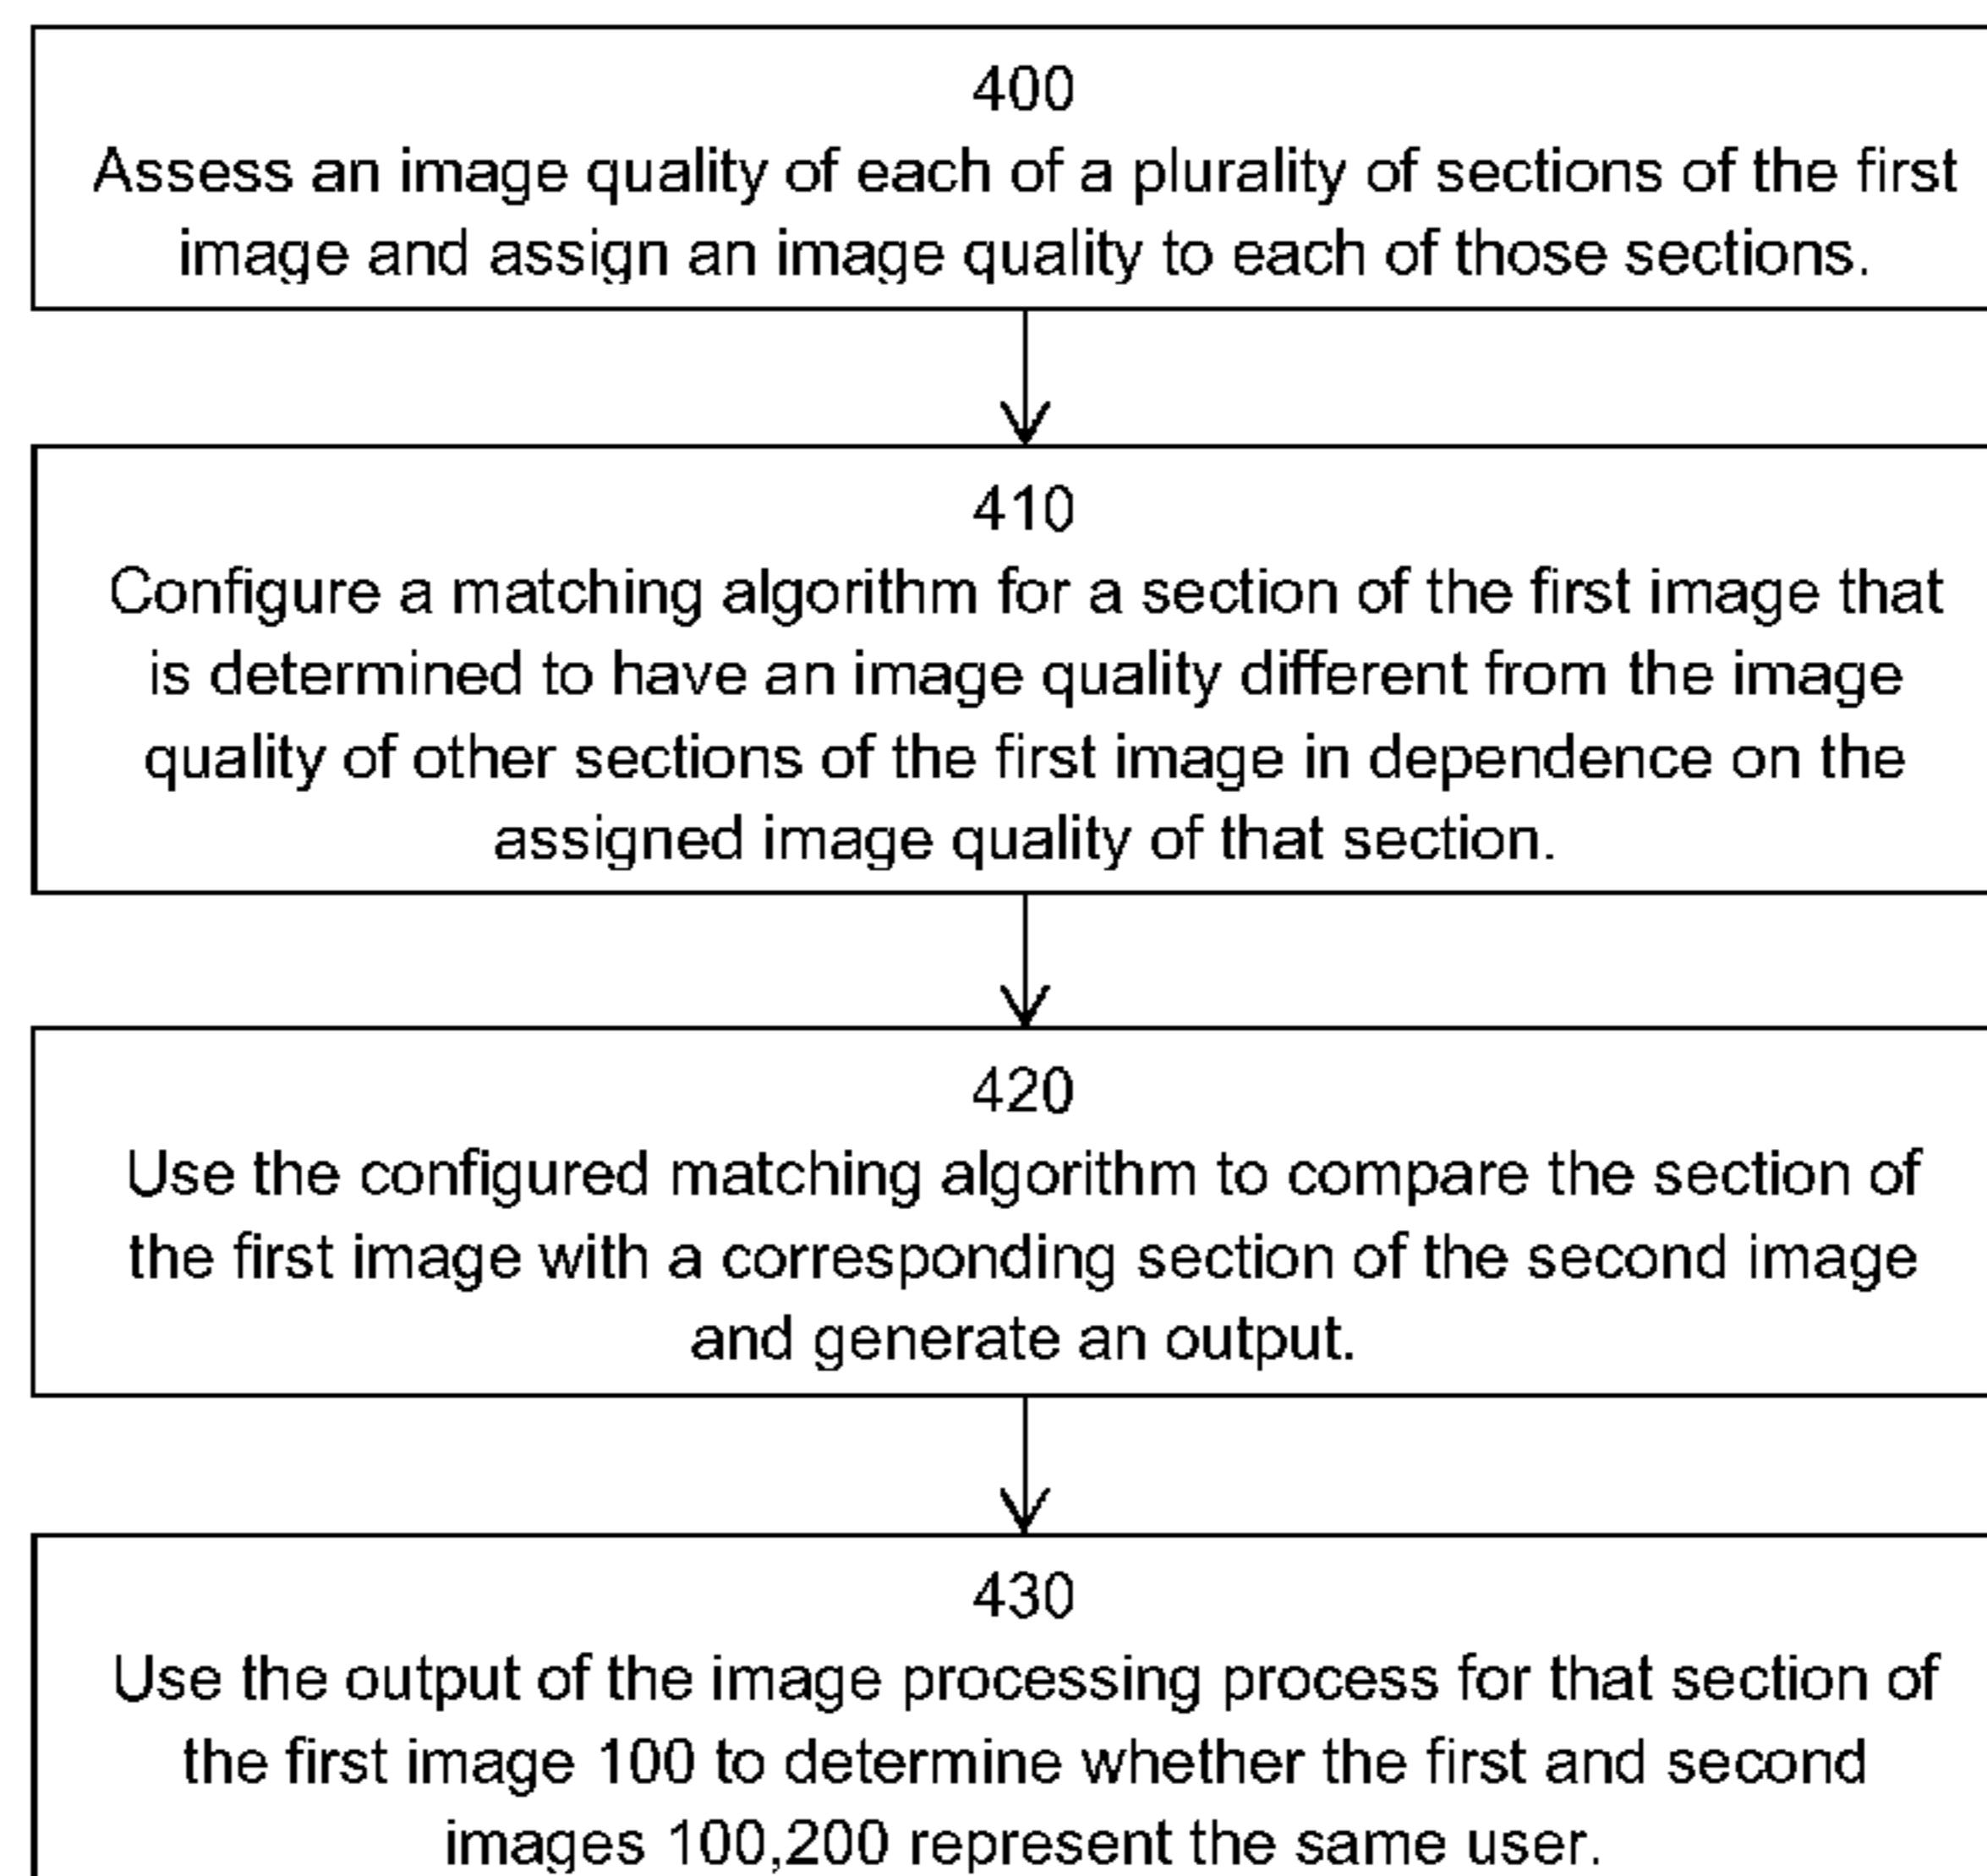 400
Assess an image quality of each of a plurality of sections of the first
image and assign an image quality to each of those sections.
410
Configure a matching algorithm for a section of the first image that
is determined to have an image quality different from the image
quality of other sections of the first image in dependence on the
assigned image quality of that section.
420
Use the configured matching algorithm to compare the section of
the first image with a corresponding section of the second image
and generate an output.
430
Use the output of the image processing process for that section of
the first image 100 to determine whether the first and second
images 100,200 represent the same user.